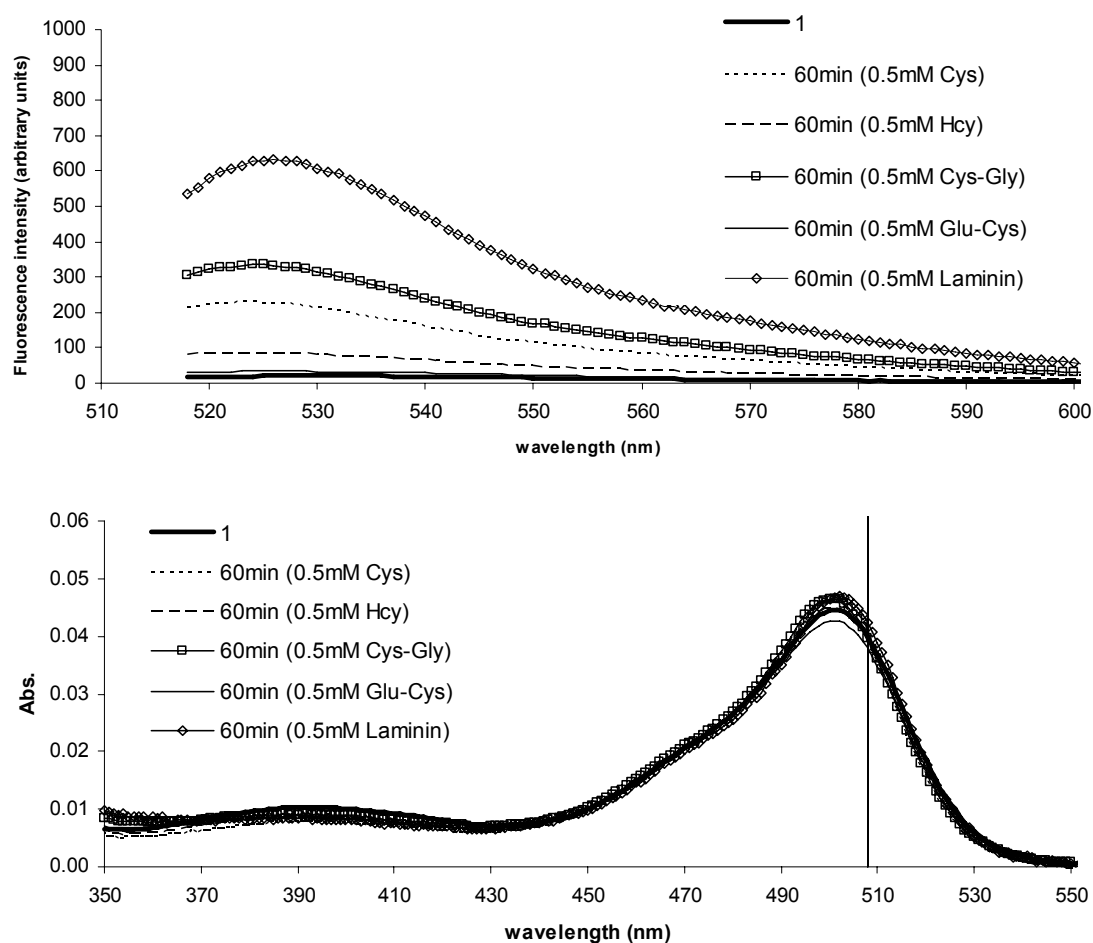 1000
900
800
700
600
500
400
300
200
100
0
Fluorescence intensity (arbitrary units)
510 520 530 540 550 560 570 580 590 600
wavelength (nm)
1
60min (0.5mM Cys)
60min (0.5mM Hcy)
60min (0.5mM Cys-Gly)
60min (0.5mM Glu-Cys)
60min (0.5mM Laminin)
0.06
0.05
0.04
0.03
0.02
0.01
0.00
Abs.
350 370 390 410 430 450 470 490 510 530 550
wavelength (nm)
1
60min (0.5mM Cys)
60min (0.5mM Hcy)
60min (0.5mM Cys-Gly)
60min (0.5mM Glu-Cys)
60min (0.5mM Laminin)